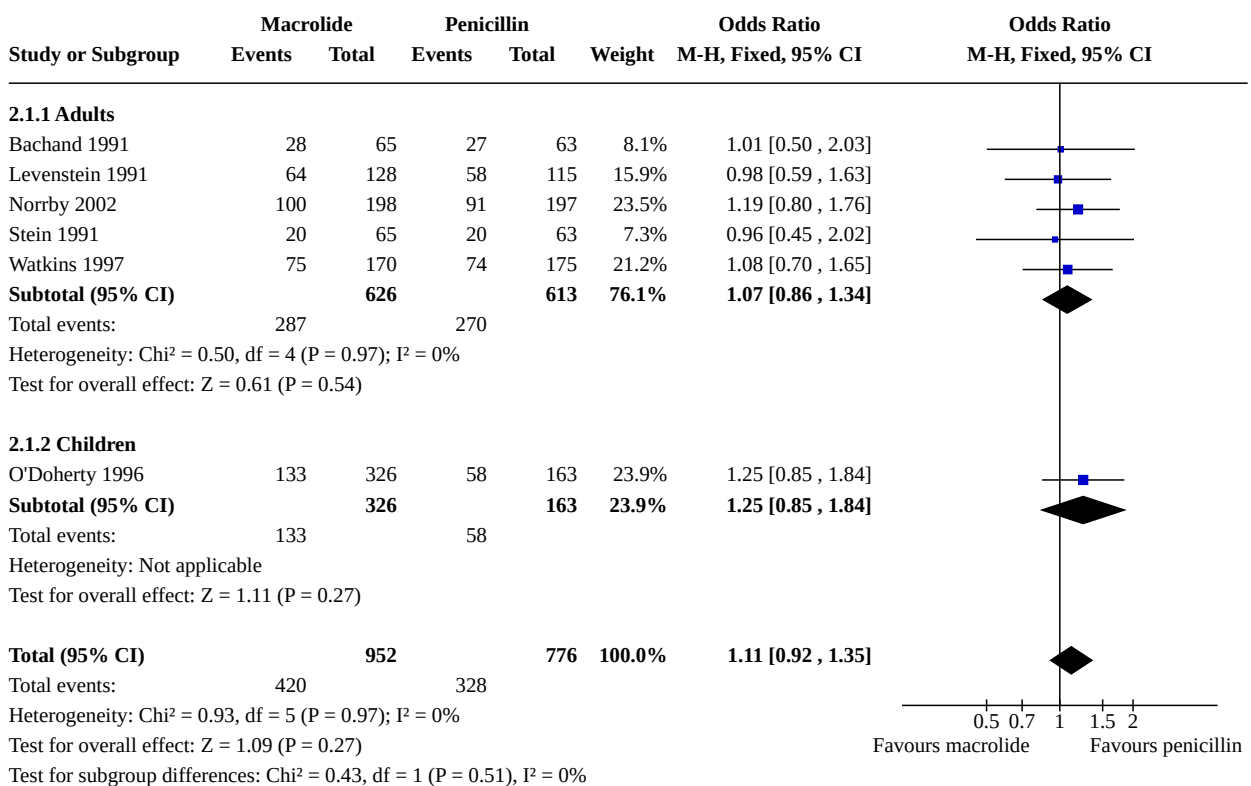 Macrolide Penicillin Odds Ratio Odds Ratio
Study or Subgroup Events Total Events Total Weight M-H, Fixed, 95% CI M-H, Fixed, 95% CI
2.1.1 Adults
Bachand 1991 28 65 27 63 8.1% 1.01 [0.50 , 2.03]
Levenstein 1991 64 128 58 115 15.9% 0.98 [0.59 , 1.63]
Norrby 2002 100 198 91 197 23.5% 1.19 [0.80 , 1.76]
Stein 1991 20 65 20 63 7.3% 0.96 [0.45 , 2.02]
Watkins 1997 75 170 74 175 21.2% 1.08 [0.70 , 1.65]
Subtotal (95% CI) 626 613 76.1% 1.07 [0.86 , 1.34]
Total events: 287 270
Heterogeneity: Chi² = 0.50, df = 4 (P = 0.97); I² = 0%
Test for overall effect: Z = 0.61 (P = 0.54)
2.1.2 Children
O'Doherty 1996 133 326 58 163 23.9% 1.25 [0.85 , 1.84]
Subtotal (95% CI) 326 163 23.9% 1.25 [0.85 , 1.84]
Total events: 133 58
Heterogeneity: Not applicable
Test for overall effect: Z = 1.11 (P = 0.27)
Total (95% CI) 952 776 100.0% 1.11 [0.92 , 1.35]
Total events: 420 328
Heterogeneity: Chi² = 0.93, df = 5 (P = 0.97); I² = 0%
0.5 0.7 1 1.5 2
Test for overall effect: Z = 1.09 (P = 0.27) Favours macrolide Favours penicillin
Test for subgroup differences: Chi² = 0.43, df = 1 (P = 0.51), I² = 0%